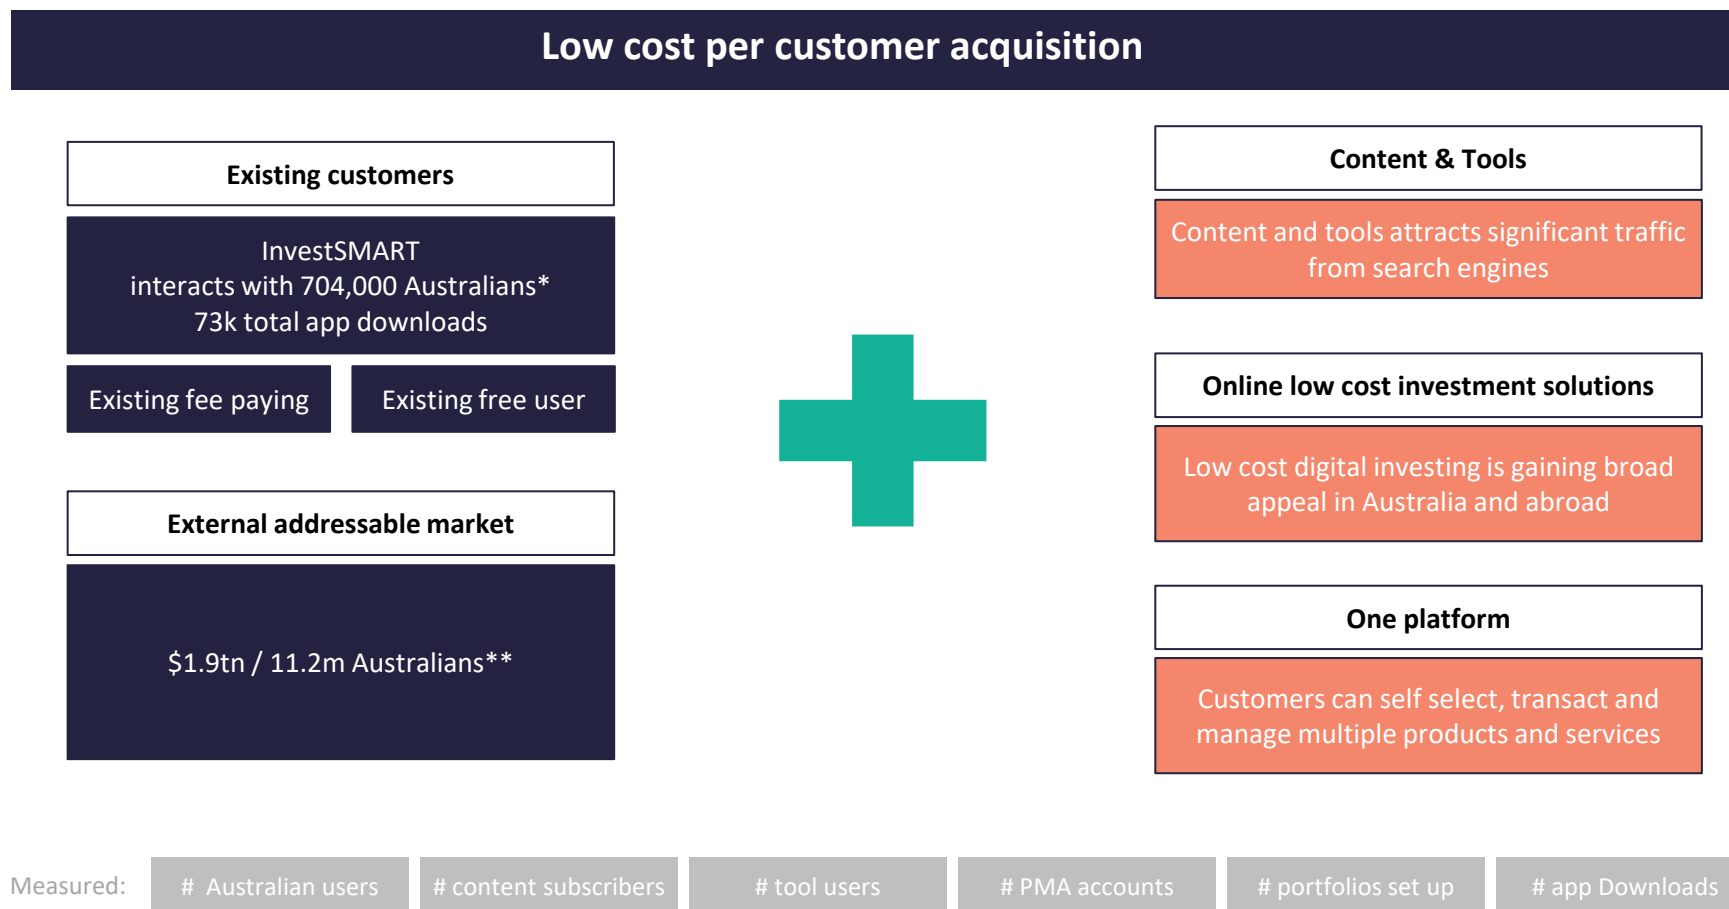 Low cost per customer acquisition
Existing customers
InvestSMART
interacts with 704,000 Australians*
73k total app downloads
Existing fee paying
Existing free user
External addressable market
$1.9tn / 11.2m Australians**
Content & Tools
Content and tools attracts significant traffic
from search engines
Online low cost investment solutions
Low cost digital investing is gaining broad
appeal in Australia and abroad
One platform
Customers can self select, transact and
manage multiple products and services
Measured:
# Australian users
# content subscribers
# tool users
# PMA accounts
# portfolios set up
# app Downloads